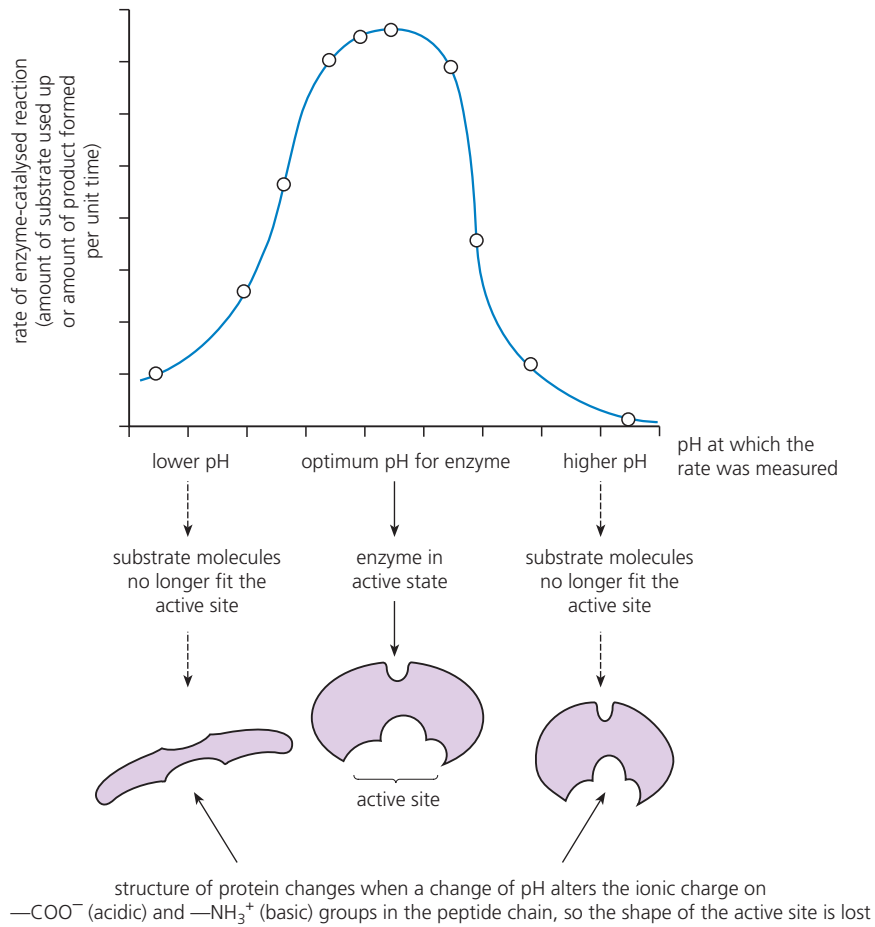 rate of enzyme-catalysed reaction
(amount of substrate used up
or amount of product formed
per unit time)
lower pH
optimum pH for enzyme
higher pH
pH at which the
rate was measured
substrate molecules
no longer fit the
active site
enzyme in
active state
substrate molecules
no longer fit the
active site
active site
structure of protein changes when a change of pH alters the ionic charge on
—COO⁻ (acidic) and —NH₃⁺ (basic) groups in the peptide chain, so the shape of the active site is lost